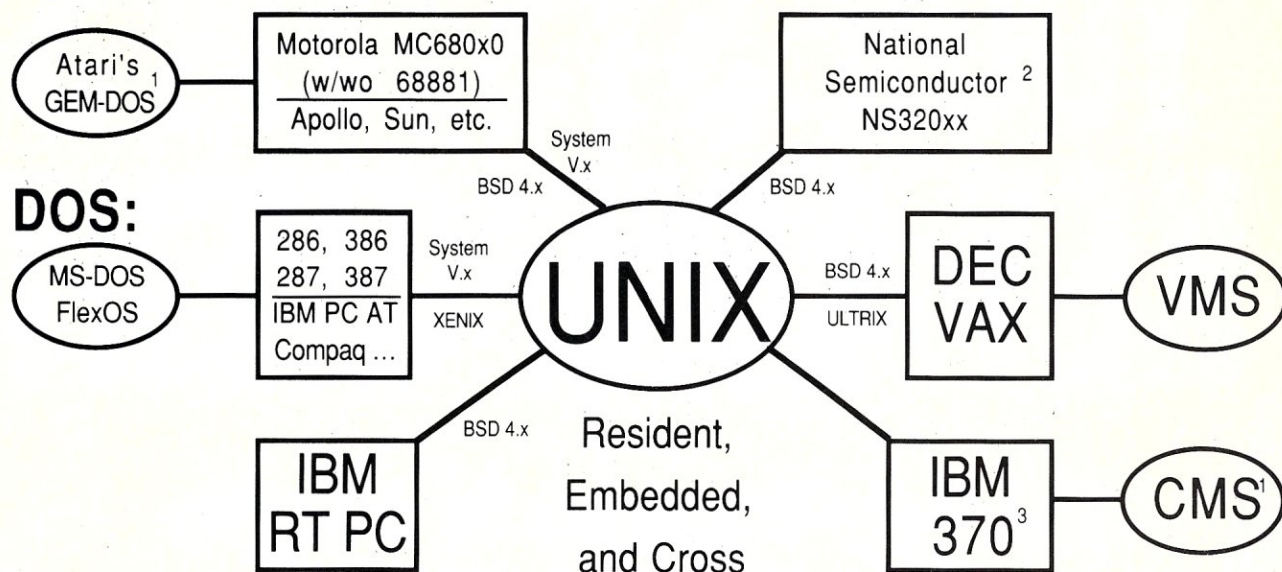 Atari's
GEM-DOS 1
Motorola MC680x0
(w/wo 68881)
Apollo, Sun, etc.
National
Semiconductor 2
NS320xx
System
V.x
BSD 4.x
BSD 4.x
DOS:
MS-DOS
FlexOS
286, 386
287, 387
IBM PC AT
Compaq ...
System
V.x
XENIX
UNIX
BSD 4.x
ULTRIX
DEC
VAX
VMS
IBM
RT PC
BSD 4.x
Resident,
Embedded,
and Cross
IBM
370 3
CMS 1